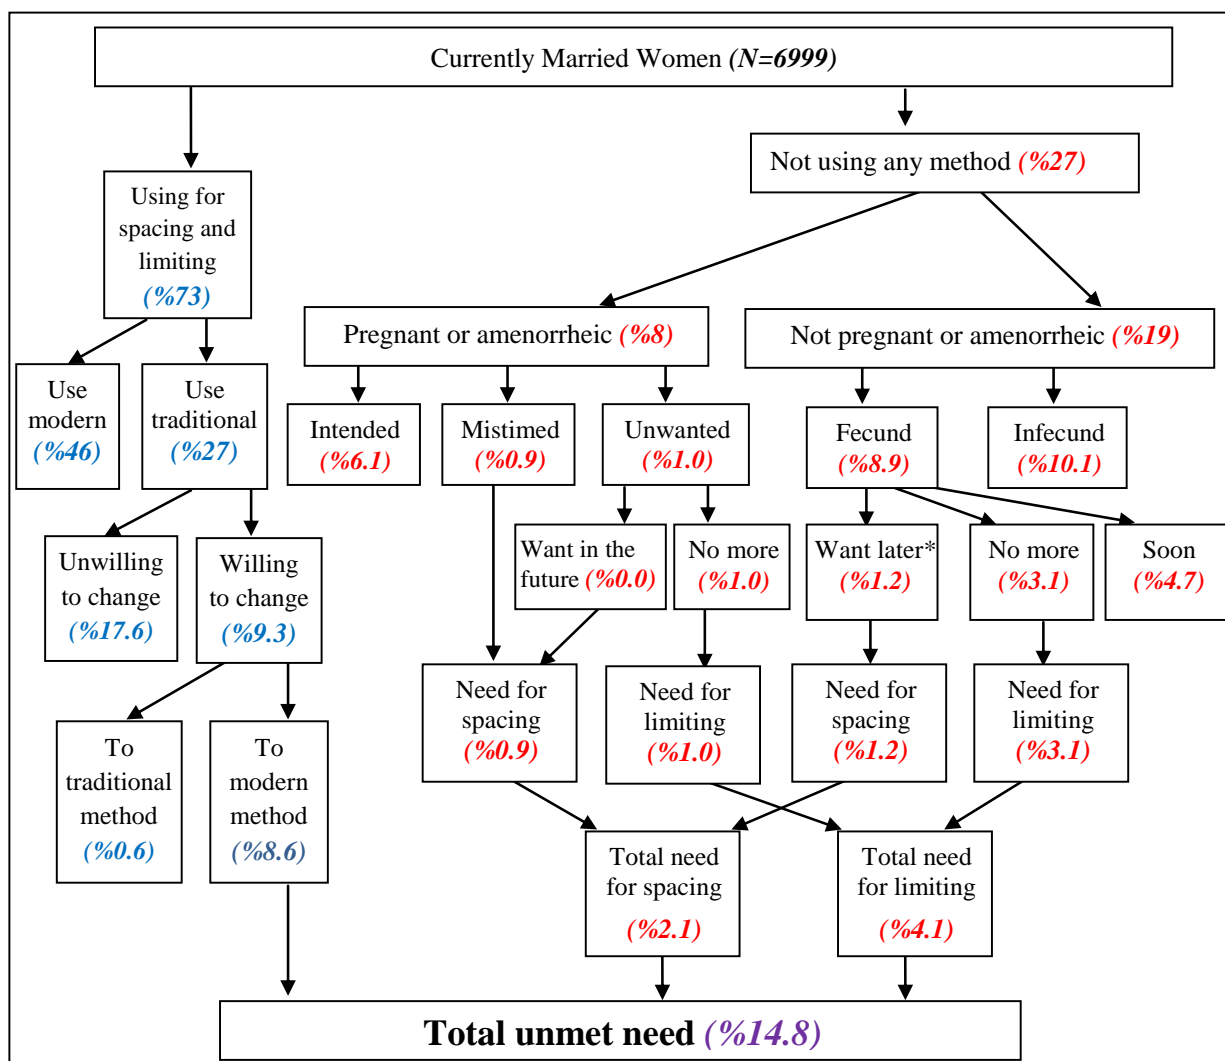 Currently Married Women (N=6999)
Not using any method (%27)
Using for
spacing and
limiting
(%73)
Pregnant or amenorrheic (%8)
Not pregnant or amenorrheic (%19)
Use
modern
(%46)
Use
traditional
(%27)
Intended
(%6.1)
Mistimed
(%0.9)
Unwanted
(%1.0)
Fecund
(%8.9)
Infecund
(%10.1)
Unwilling
to change
(%17.6)
Willing
to change
(%9.3)
Want in the
future (%0.0)
No more
(%1.0)
Want later*
(%1.2)
No more
(%3.1)
Soon
(%4.7)
Need for
spacing
(%0.9)
Need for
limiting
(%1.0)
Need for
spacing
(%1.2)
Need for
limiting
(%3.1)
To
traditional
method
(%0.6)
To
modern
method
(%8.6)
Total need
for spacing
(%2.1)
Total need
for limiting
(%4.1)
Total unmet need (%14.8)